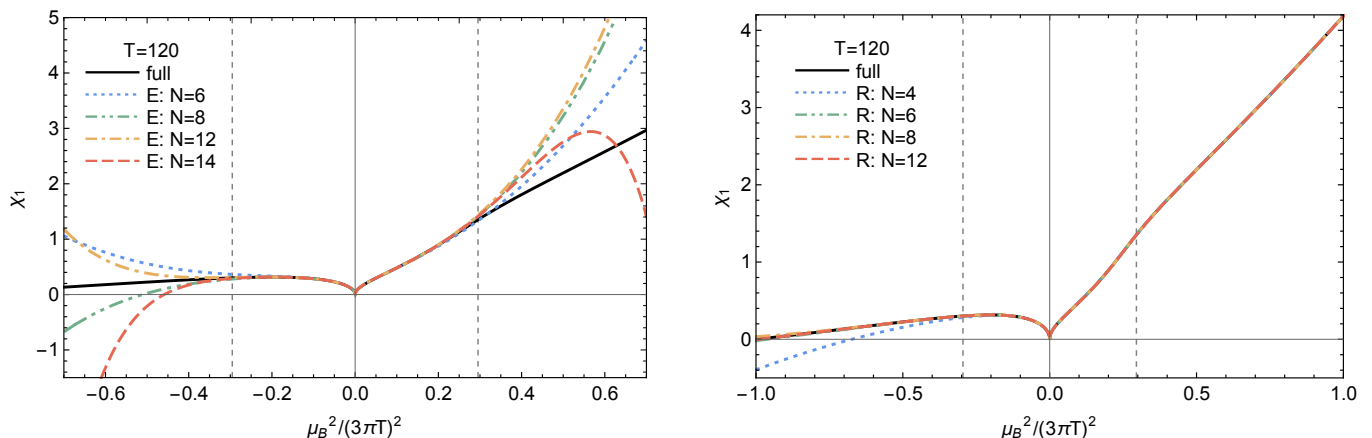 T=120
full
E: N=6
E: N=8
E: N=12
E: N=14
χ₁
5
4
3
2
1
0
−1
−0.6 −0.4 −0.2 0.0 0.2 0.4 0.6
μ_B²/(3πT)²
T=120
full
R: N=4
R: N=6
R: N=8
R: N=12
χ₁
4
3
2
1
0
−1.0 −0.5 0.0 0.5 1.0
μ_B²/(3πT)²